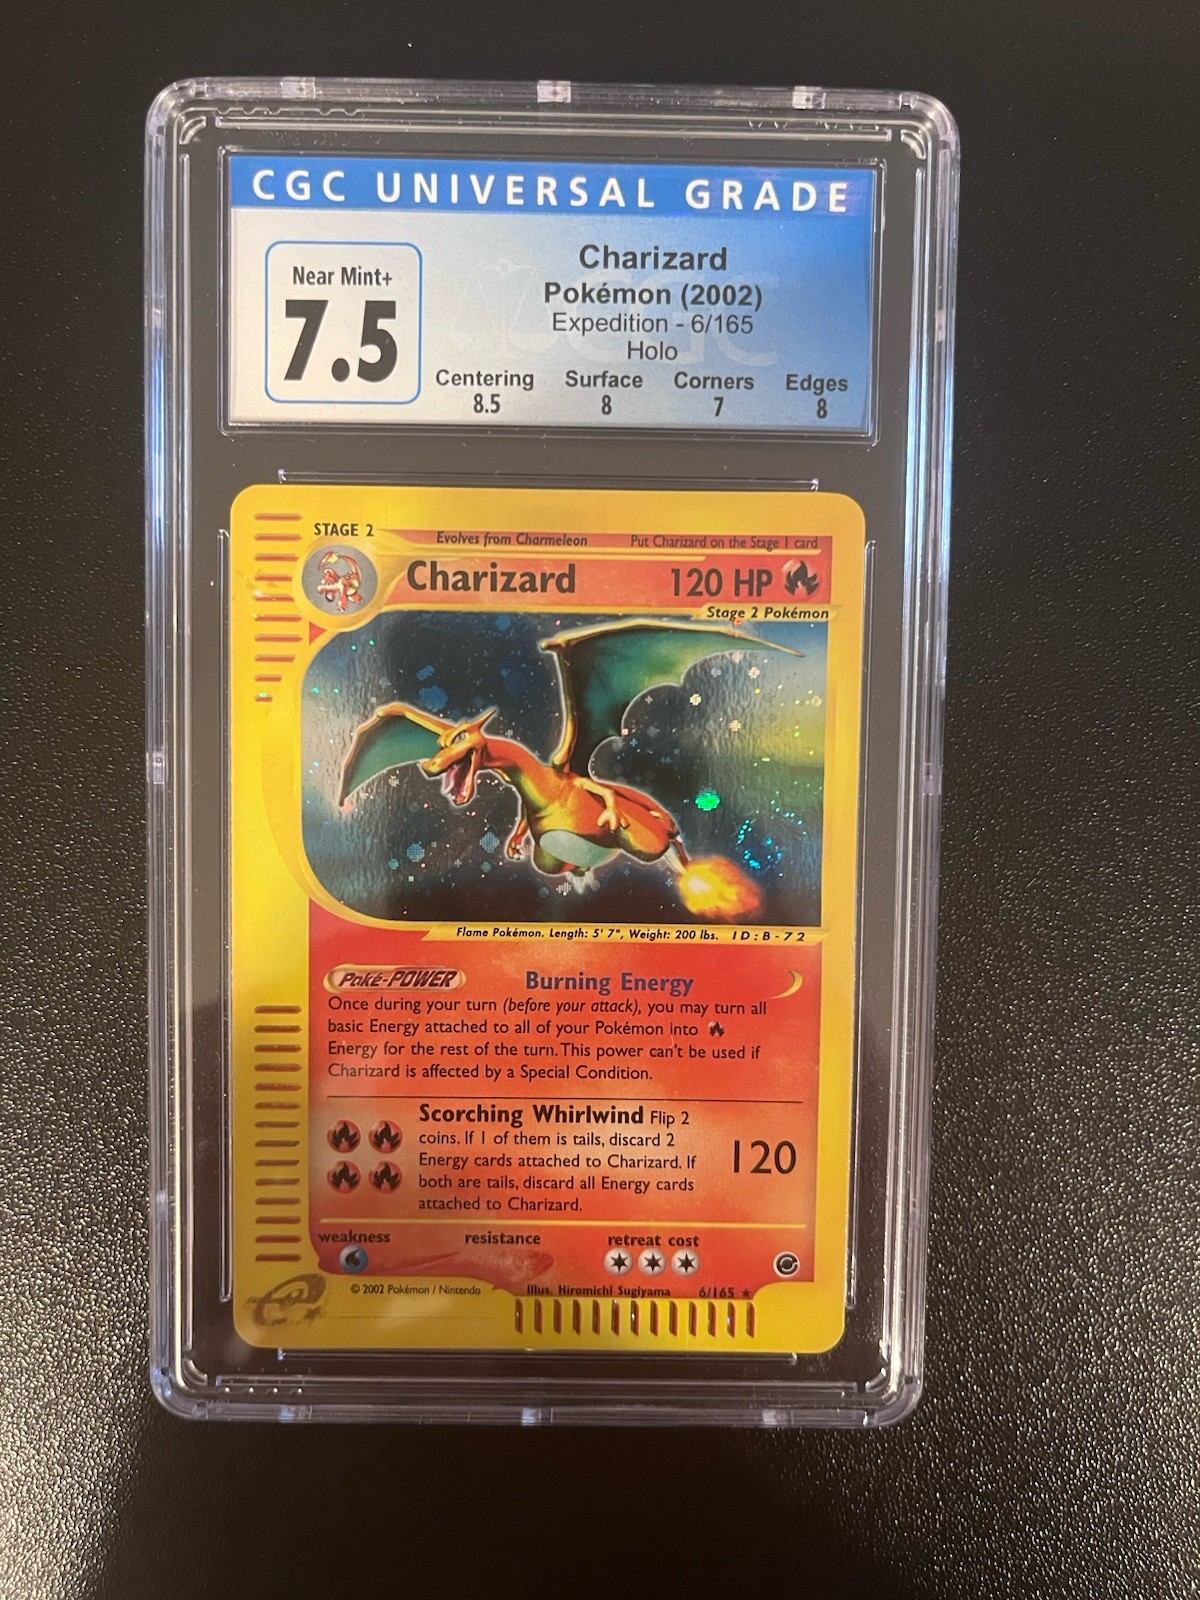 CGC UNIVERSAL GRADE
Near Mint+
7.5
Charizard
Pokémon (2002)
Expedition - 6/165
Holo
Centering Surface Corners Edges
8.5 8 7 8
STAGE 2 Evolves from Charmeleon Put Charizard on the Stage 1 card
Charizard 120 HP
Stage 2 Pokémon
Flame Pokémon. Length: 5' 7", Weight: 200 lbs. ID:B-72
Poké-POWER Burning Energy
Once during your turn (before your attack), you may turn all
basic Energy attached to all of your Pokémon into
Energy for the rest of the turn. This power can't be used if
Charizard is affected by a Special Condition.
Scorching Whirlwind Flip 2
coins. If 1 of them is tails, discard 2
Energy cards attached to Charizard. If
both are tails, discard all Energy cards
attached to Charizard.
120
weakness resistance retreat cost
© 2002 Pokémon / Nintendo Illus. Hiromichi Sugiyama 6/165 ★